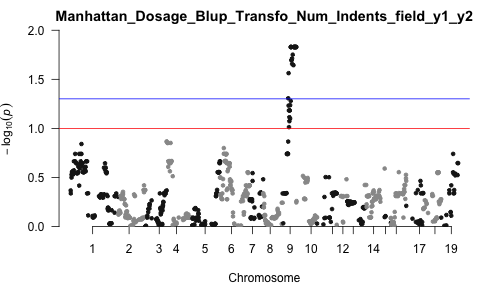 Manhattan_Dosage_Blup_Transfo_Num_Indents_field_y1_y2
2.0
1.5
1.0
0.5
0.0
− log10(p)
1 2 3 4 5 6 7 8 9 10 12 14 17 19
Chromosome